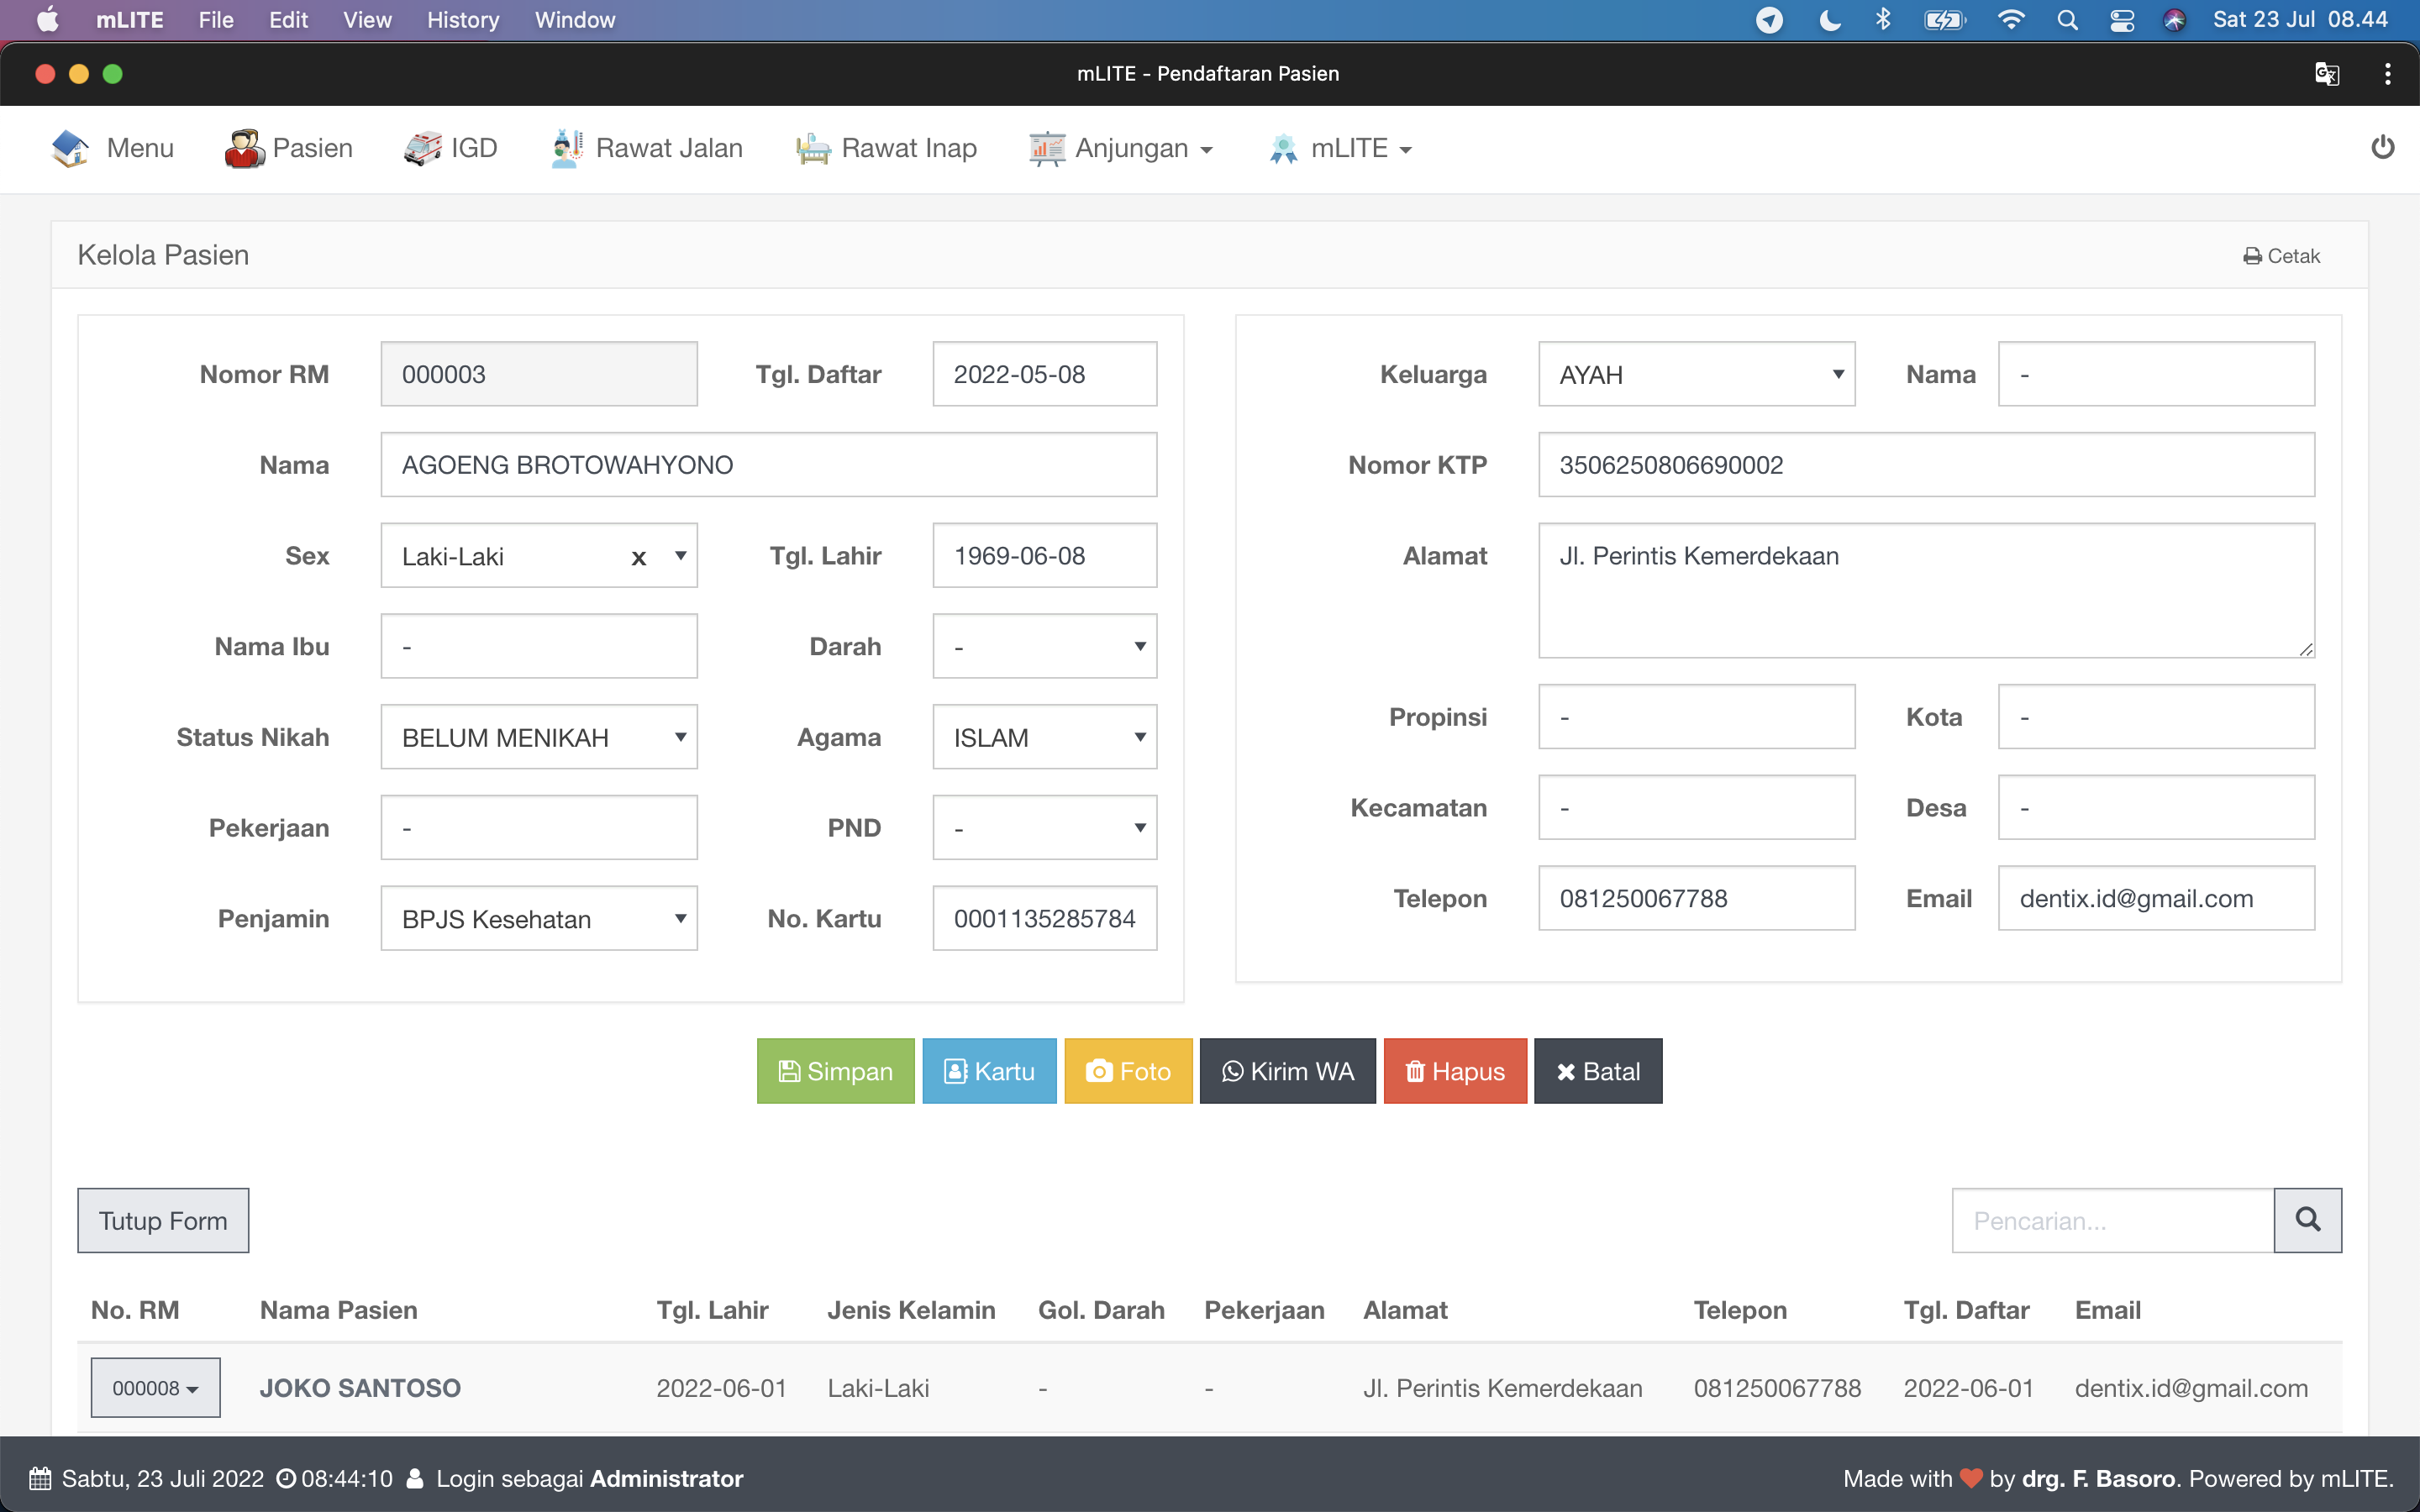 mLITE File Edit View History Window Sat 23 Jul 08.44
mLITE - Pendaftaran Pasien
Menu Pasien IGD Rawat Jalan Rawat Inap Anjungan mLITE
Kelola Pasien Cetak
Nomor RM 000003 Tgl. Daftar 2022-05-08
Nama AGOENG BROTOWAHYONO
Sex Laki-Laki x Tgl. Lahir 1969-06-08
Nama Ibu - Darah -
Status Nikah BELUM MENIKAH Agama ISLAM
Pekerjaan - PND -
Penjamin BPJS Kesehatan No. Kartu 0001135285784
Keluarga AYAH Nama -
Nomor KTP 3506250806690002
Alamat Jl. Perintis Kemerdekaan
Propinsi - Kota -
Kecamatan - Desa -
Telepon 081250067788 Email dentix.id@gmail.com
Simpan Kartu Foto Kirim WA Hapus Batal
Tutup Form Pencarian...
No. RM Nama Pasien Tgl. Lahir Jenis Kelamin Gol. Darah Pekerjaan Alamat Telepon Tgl. Daftar Email
000008 JOKO SANTOSO 2022-06-01 Laki-Laki - - Jl. Perintis Kemerdekaan 081250067788 2022-06-01 dentix.id@gmail.com
Sabtu, 23 Juli 2022 08:44:10 Login sebagai Administrator Made with ❤ by drg. F. Basoro. Powered by mLITE.